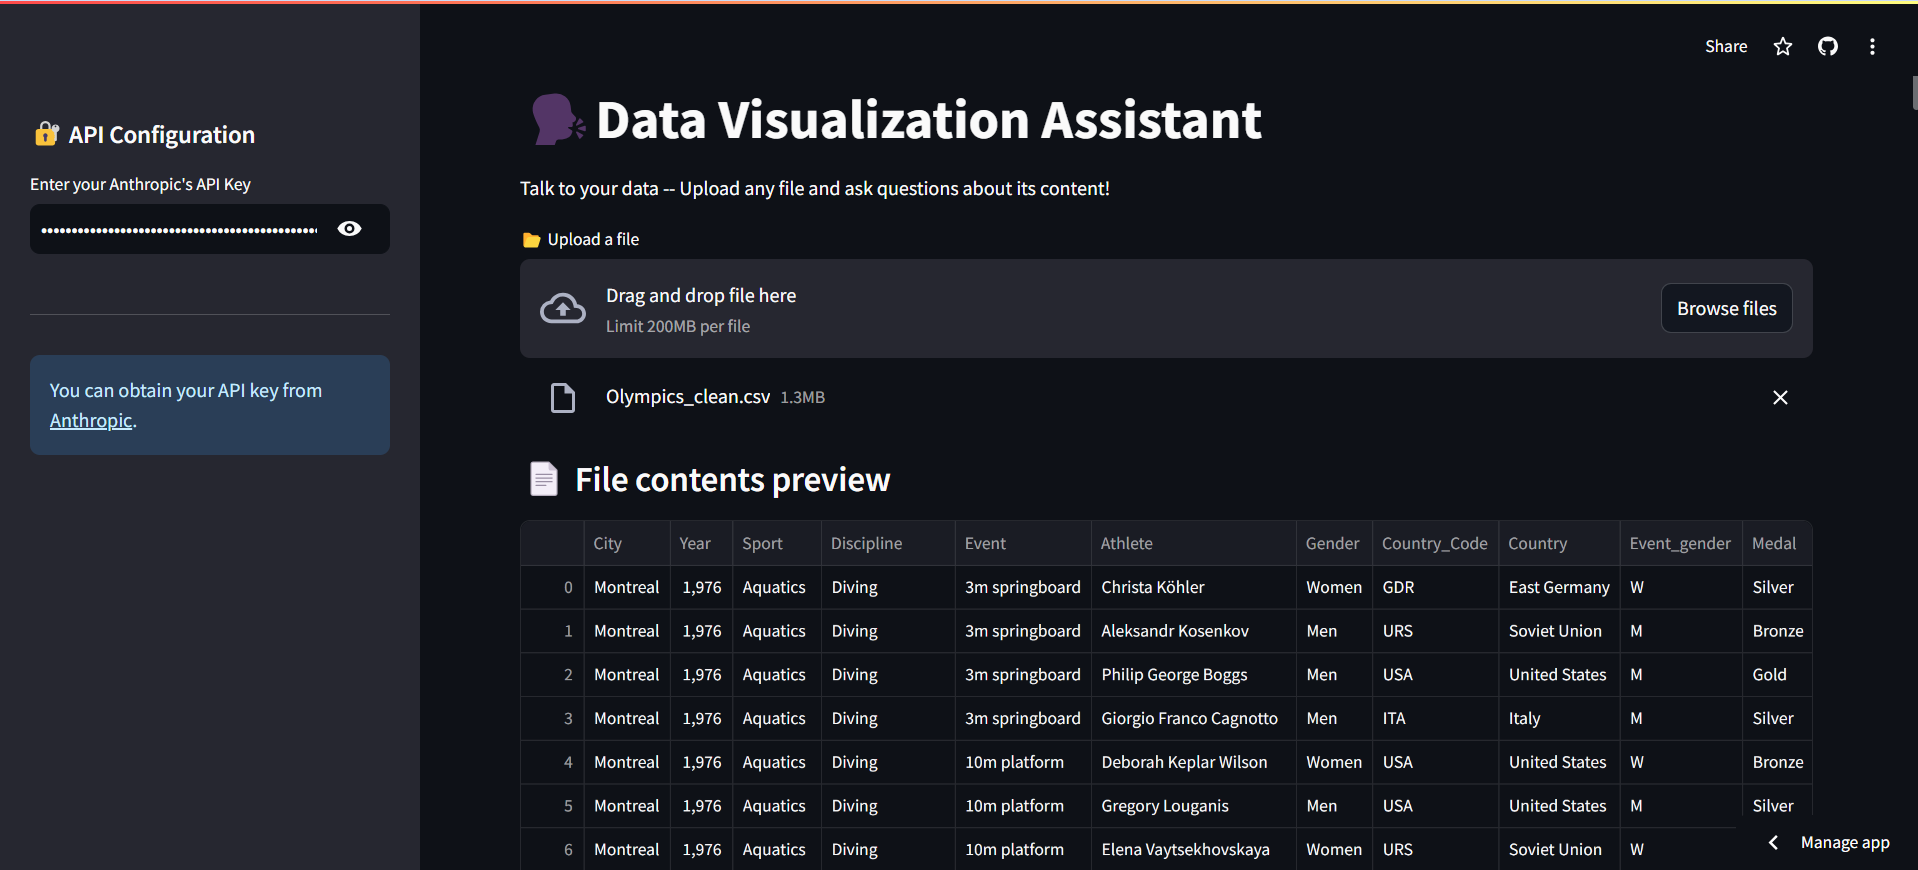 Share
API Configuration
Enter your Anthropic's API Key
You can obtain your API key from
Anthropic.
Data Visualization Assistant
Talk to your data -- Upload any file and ask questions about its content!
Upload a file
Drag and drop file here
Limit 200MB per file
Browse files
Olympics_clean.csv 1.3MB
File contents preview
City Year Sport Discipline Event Athlete Gender Country_Code Country Event_gender Medal
0 Montreal 1,976 Aquatics Diving 3m springboard Christa Köhler Women GDR East Germany W Silver
1 Montreal 1,976 Aquatics Diving 3m springboard Aleksandr Kosenkov Men URS Soviet Union M Bronze
2 Montreal 1,976 Aquatics Diving 3m springboard Philip George Boggs Men USA United States M Gold
3 Montreal 1,976 Aquatics Diving 3m springboard Giorgio Franco Cagnotto Men ITA Italy M Silver
4 Montreal 1,976 Aquatics Diving 10m platform Deborah Keplar Wilson Women USA United States W Bronze
5 Montreal 1,976 Aquatics Diving 10m platform Gregory Louganis Men USA United States M Silver
6 Montreal 1,976 Aquatics Diving 10m platform Elena Vaytsekhovskaya Women URS Soviet Union W
Manage app